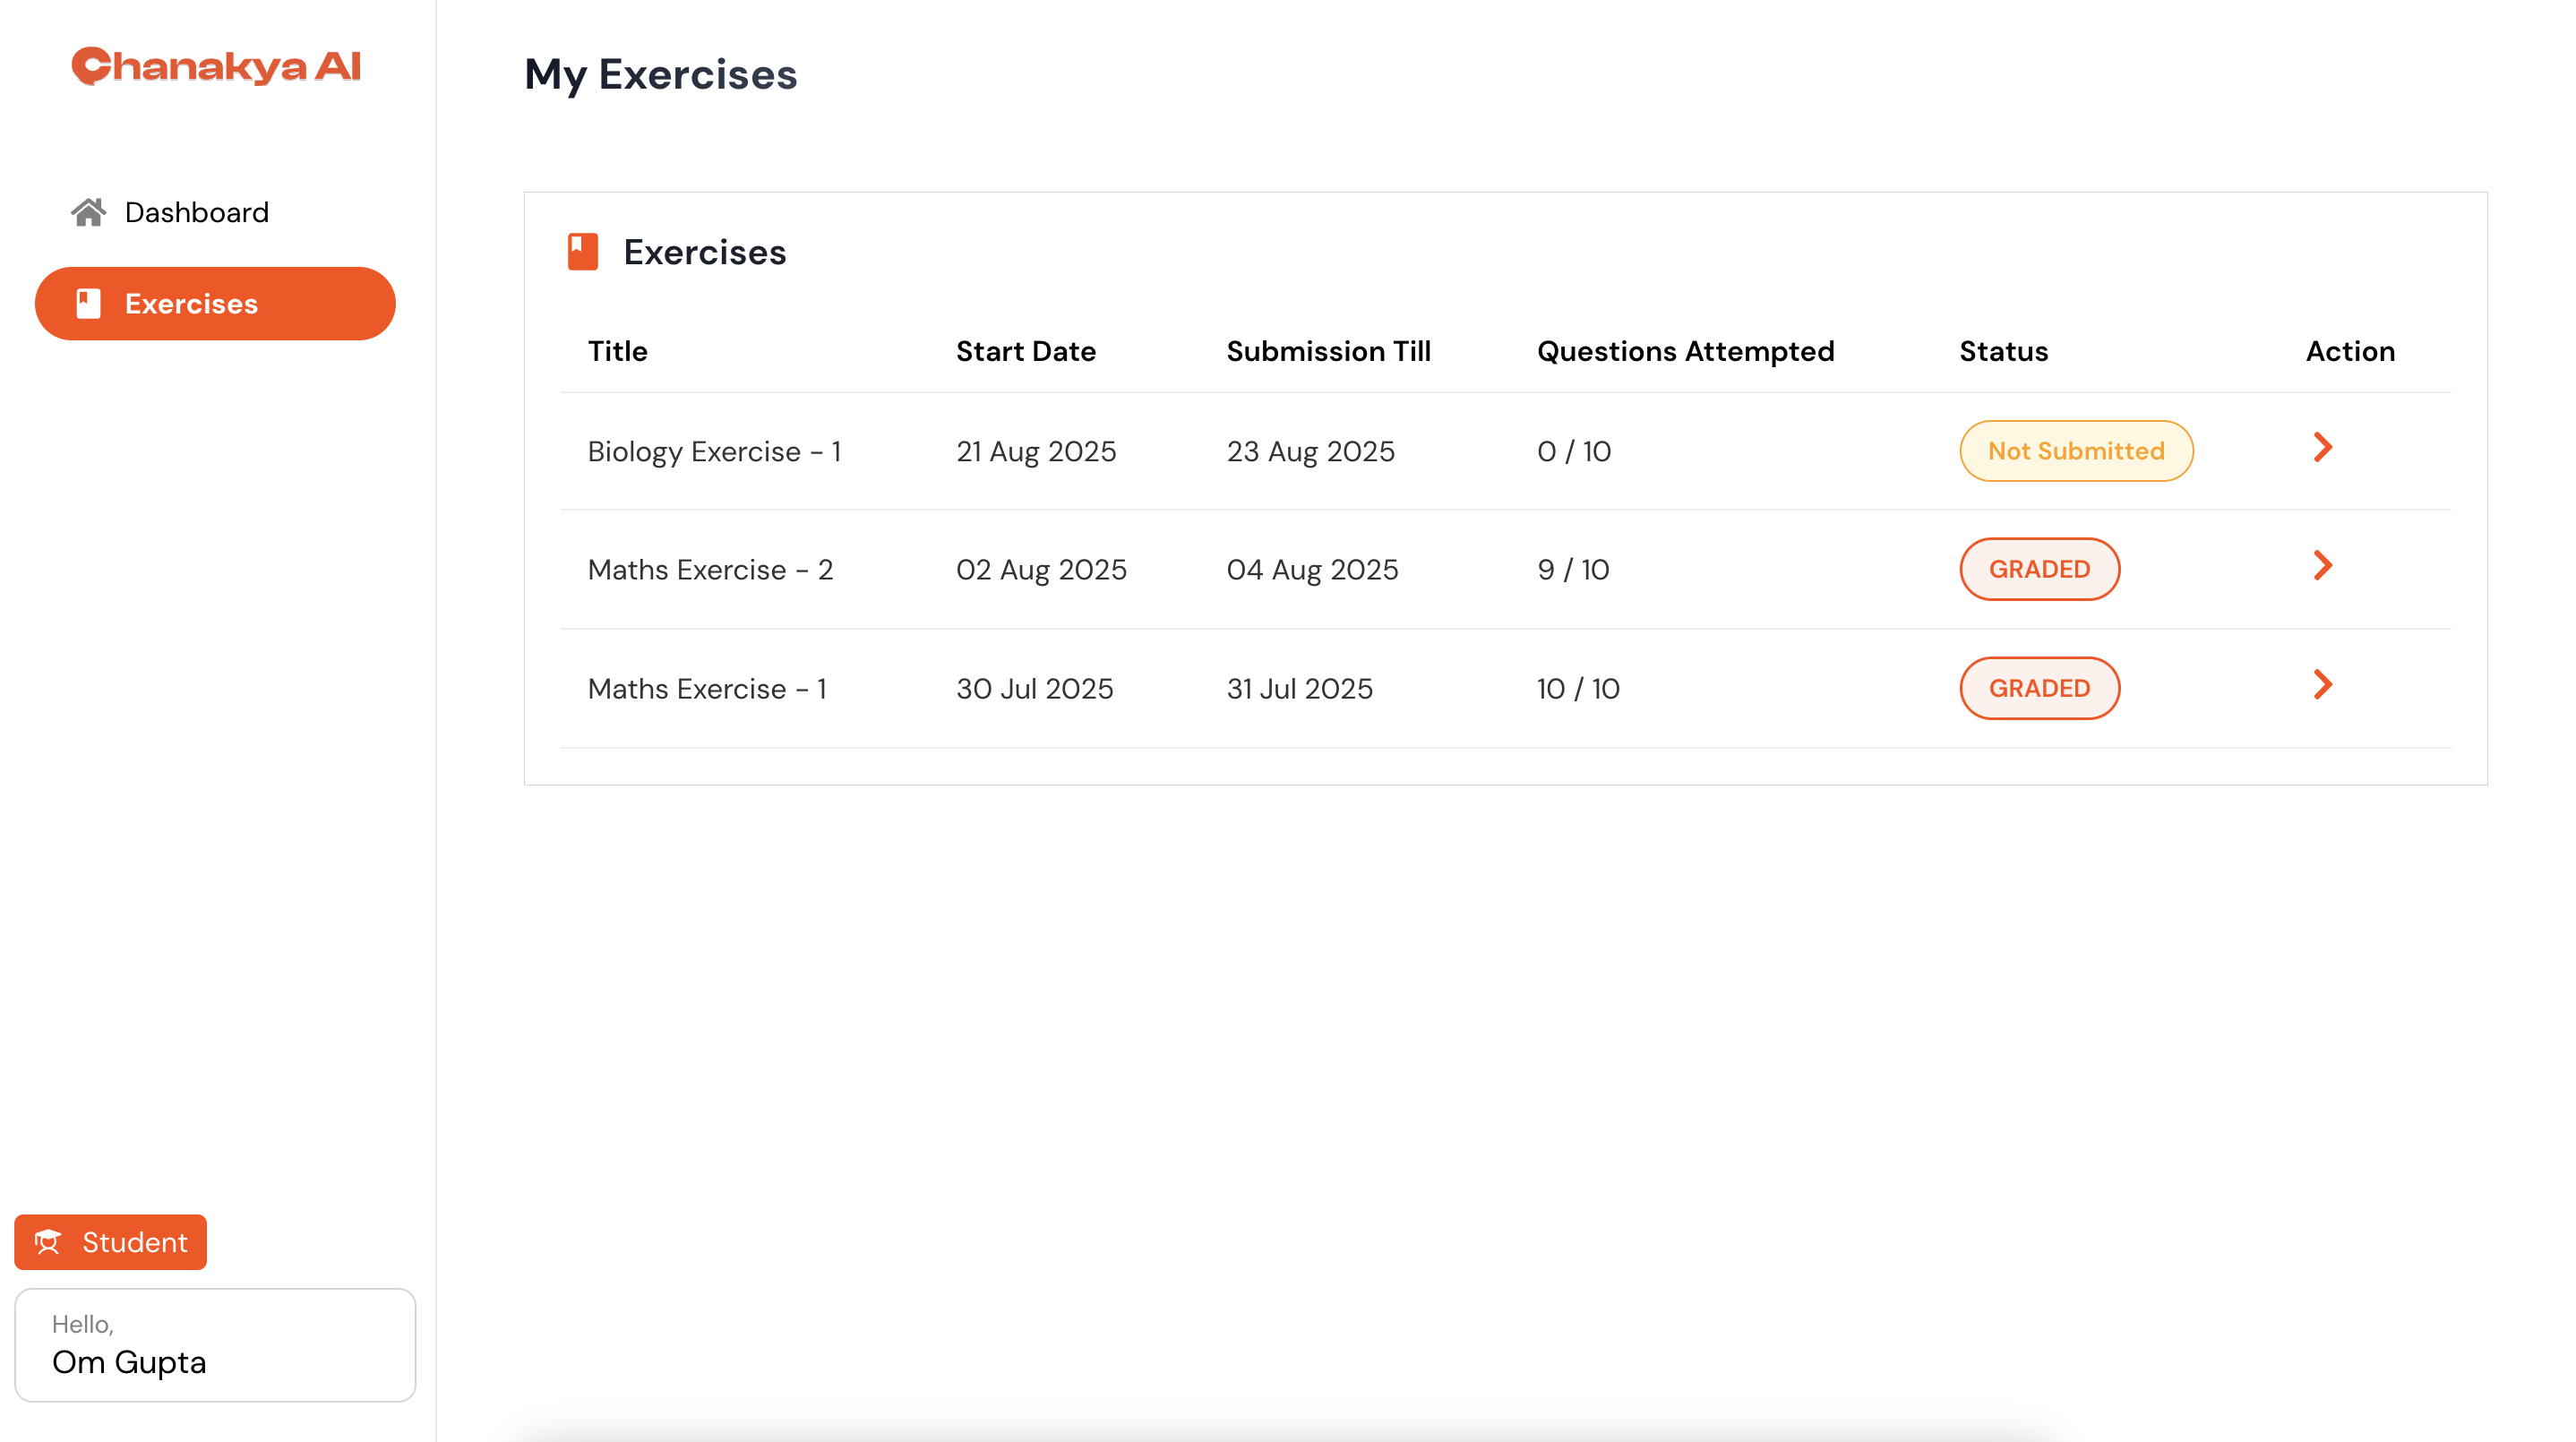 Chanakya AI
Dashboard
Exercises
Student
Hello,
Om Gupta
My Exercises
Exercises
Title Start Date Submission Till Questions Attempted Status Action
Biology Exercise - 1 21 Aug 2025 23 Aug 2025 0 / 10 Not Submitted
Maths Exercise - 2 02 Aug 2025 04 Aug 2025 9 / 10 GRADED
Maths Exercise - 1 30 Jul 2025 31 Jul 2025 10 / 10 GRADED